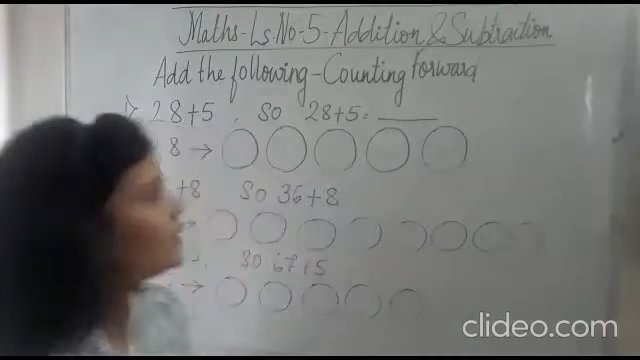 Maths-Ls.No-5-Addition & Subtraction
Add the following-Counting forward
28+5, SO 28+5=
8 →
+8 SO 36+8
→
SO 67+5
→
clideo.com